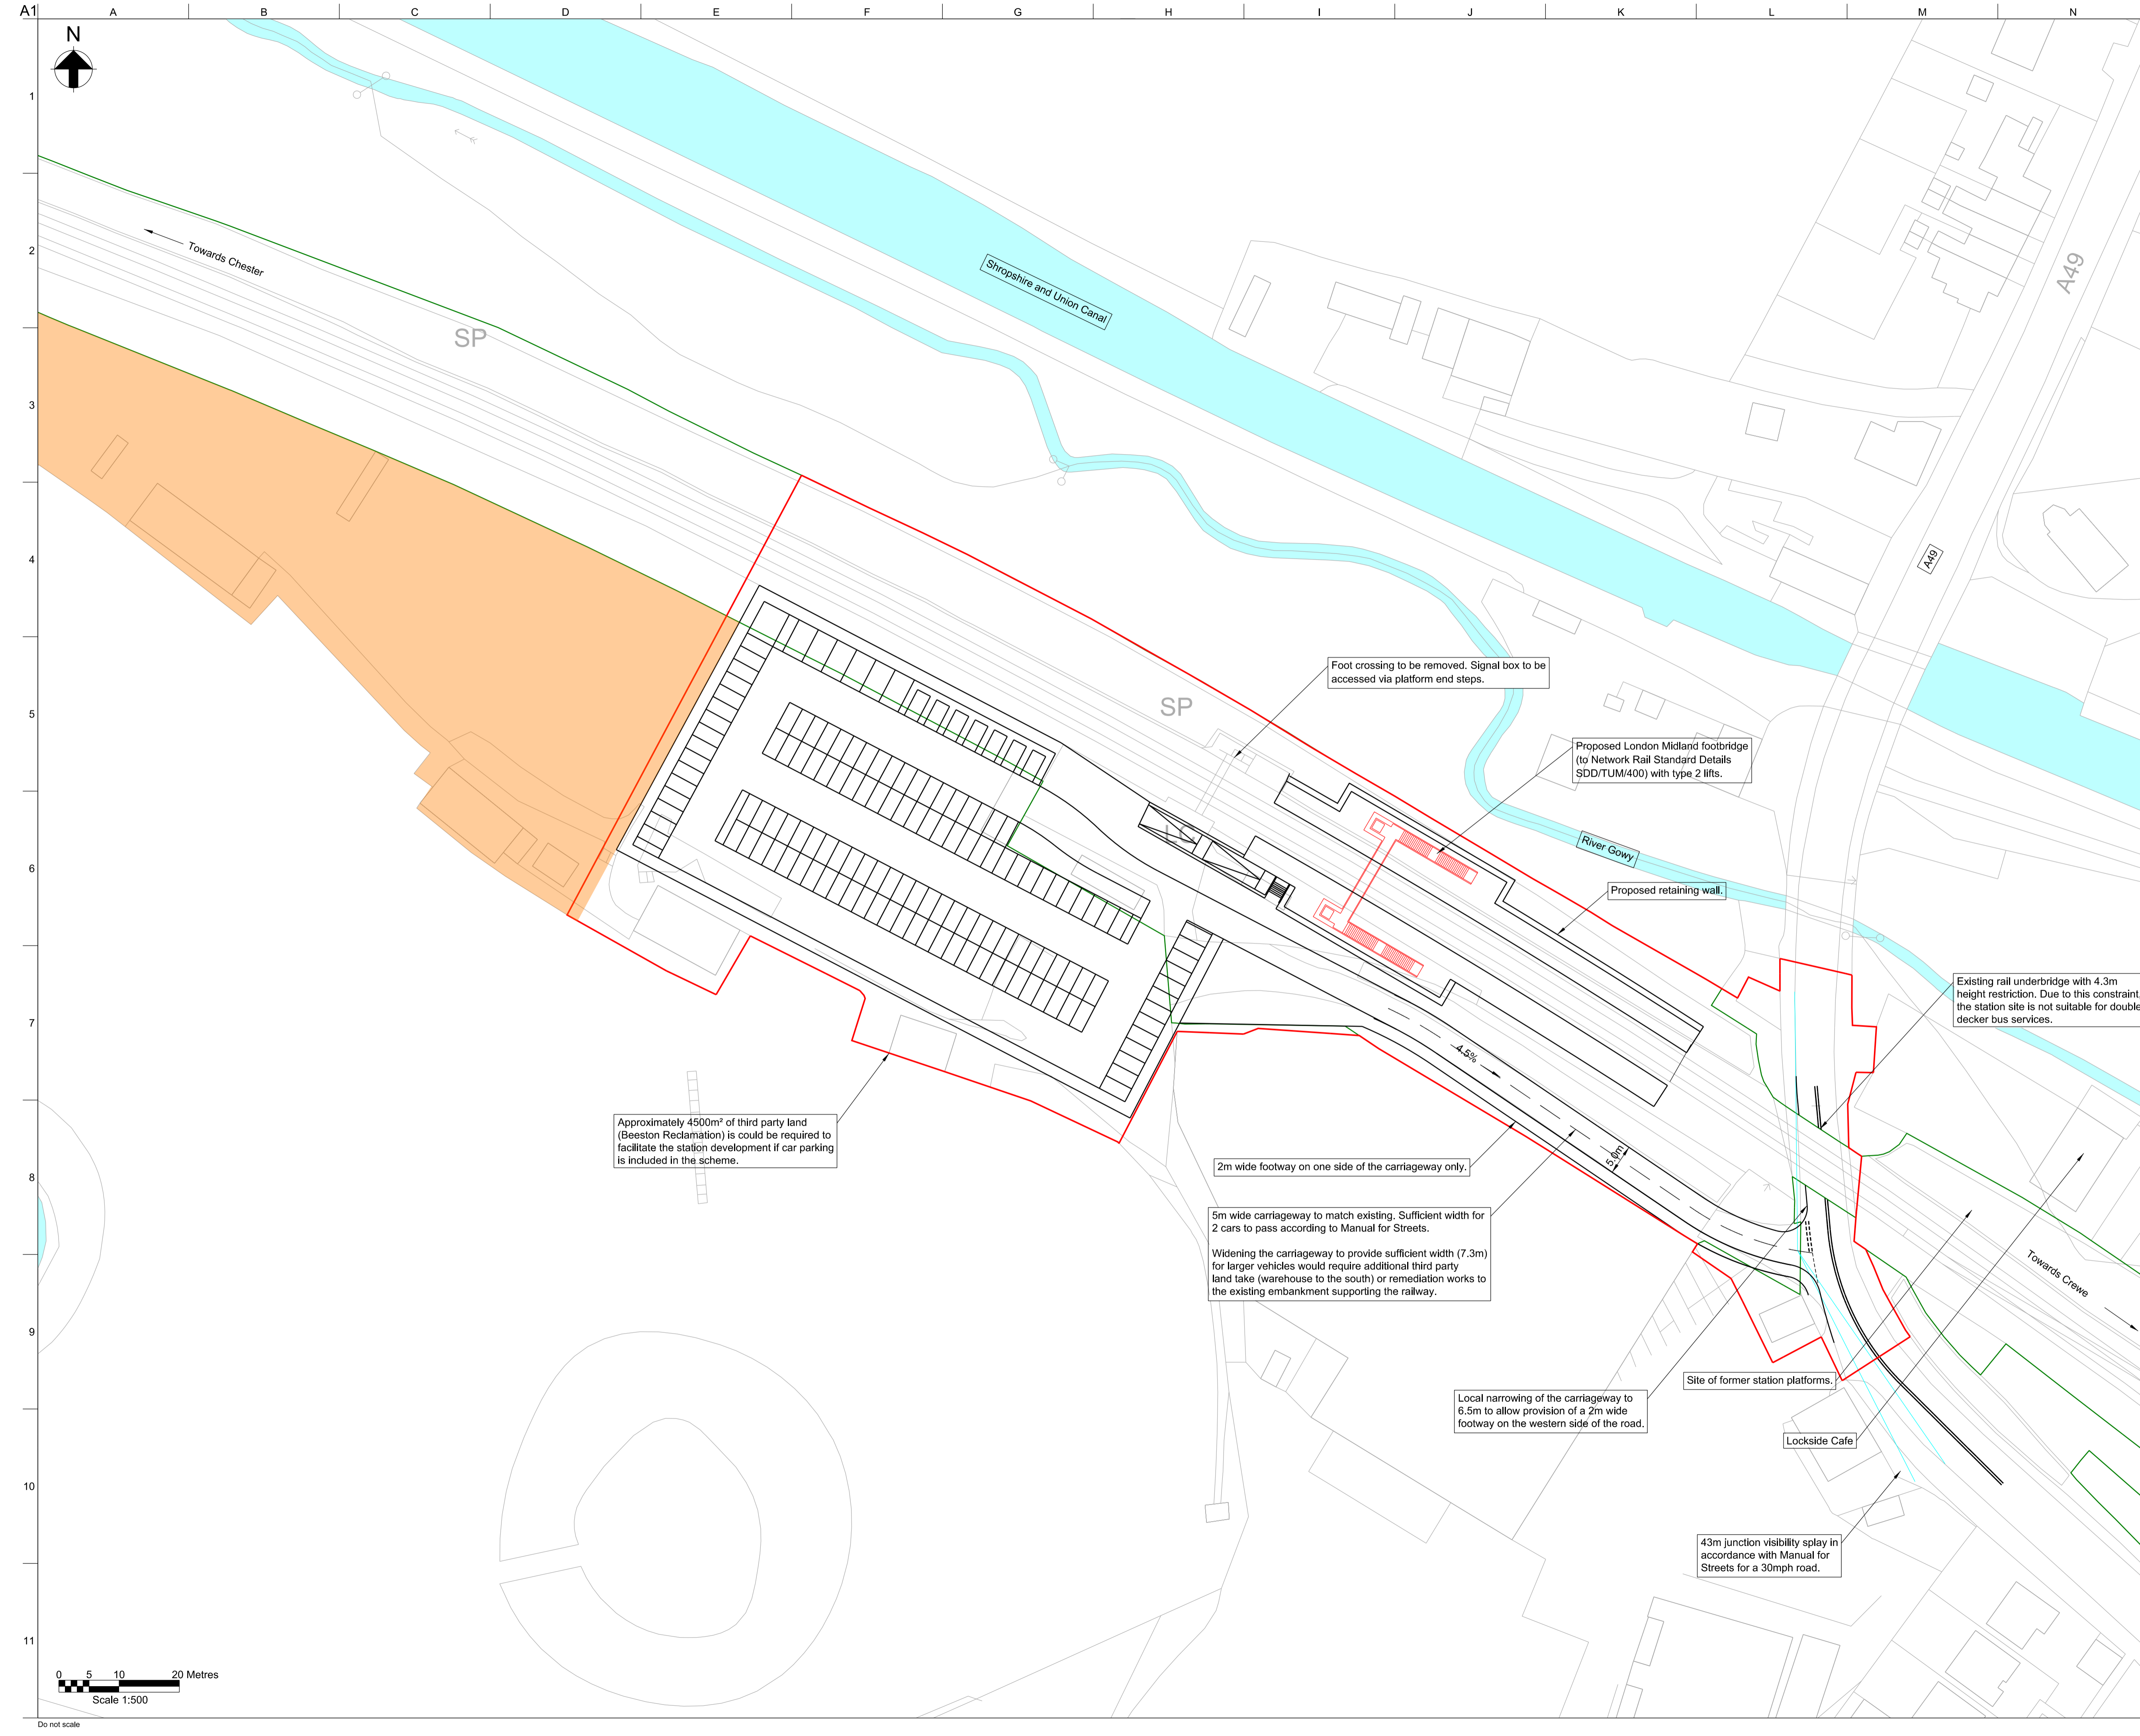 A1
A B C D E F G H I J K L M N
N
1
2
3
4
5
6
7
8
9
10
11
Towards Chester
SP
Shropshire and Union Canal
A49
A49
Foot crossing to be removed. Signal box to be
accessed via platform end steps.
SP
Proposed London Midland footbridge
(to Network Rail Standard Details
SDD/TUM/400) with type 2 lifts.
LC
River Gowy
Proposed retaining wall.
Existing rail underbridge with 4.3m
height restriction. Due to this constraint,
the station site is not suitable for double
decker bus services.
4.5%
Approximately 4500m² of third party land
(Beeston Reclamation) is could be required to
facilitate the station development if car parking
is included in the scheme.
5.0m
2m wide footway on one side of the carriageway only.
5m wide carriageway to match existing. Sufficient width for
2 cars to pass according to Manual for Streets.
Widening the carriageway to provide sufficient width (7.3m)
for larger vehicles would require additional third party
land take (warehouse to the south) or remediation works to
the existing embankment supporting the railway.
Towards Crewe
Site of former station platforms.
Local narrowing of the carriageway to
6.5m to allow provision of a 2m wide
footway on the western side of the road.
Lockside Cafe
43m junction visibility splay in
accordance with Manual for
Streets for a 30mph road.
0 5 10 20 Metres
Scale 1:500
Do not scale